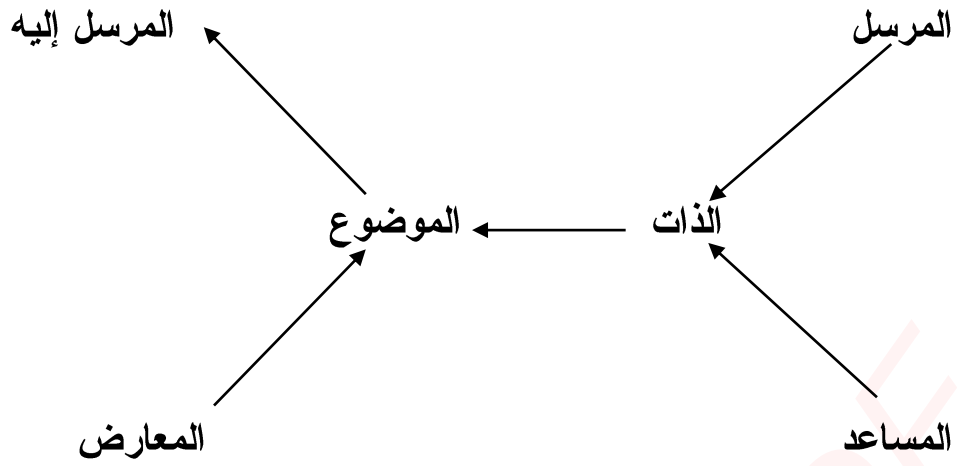 المرسل المرسل إليه
الذات الموضوع
المساعد المعارض